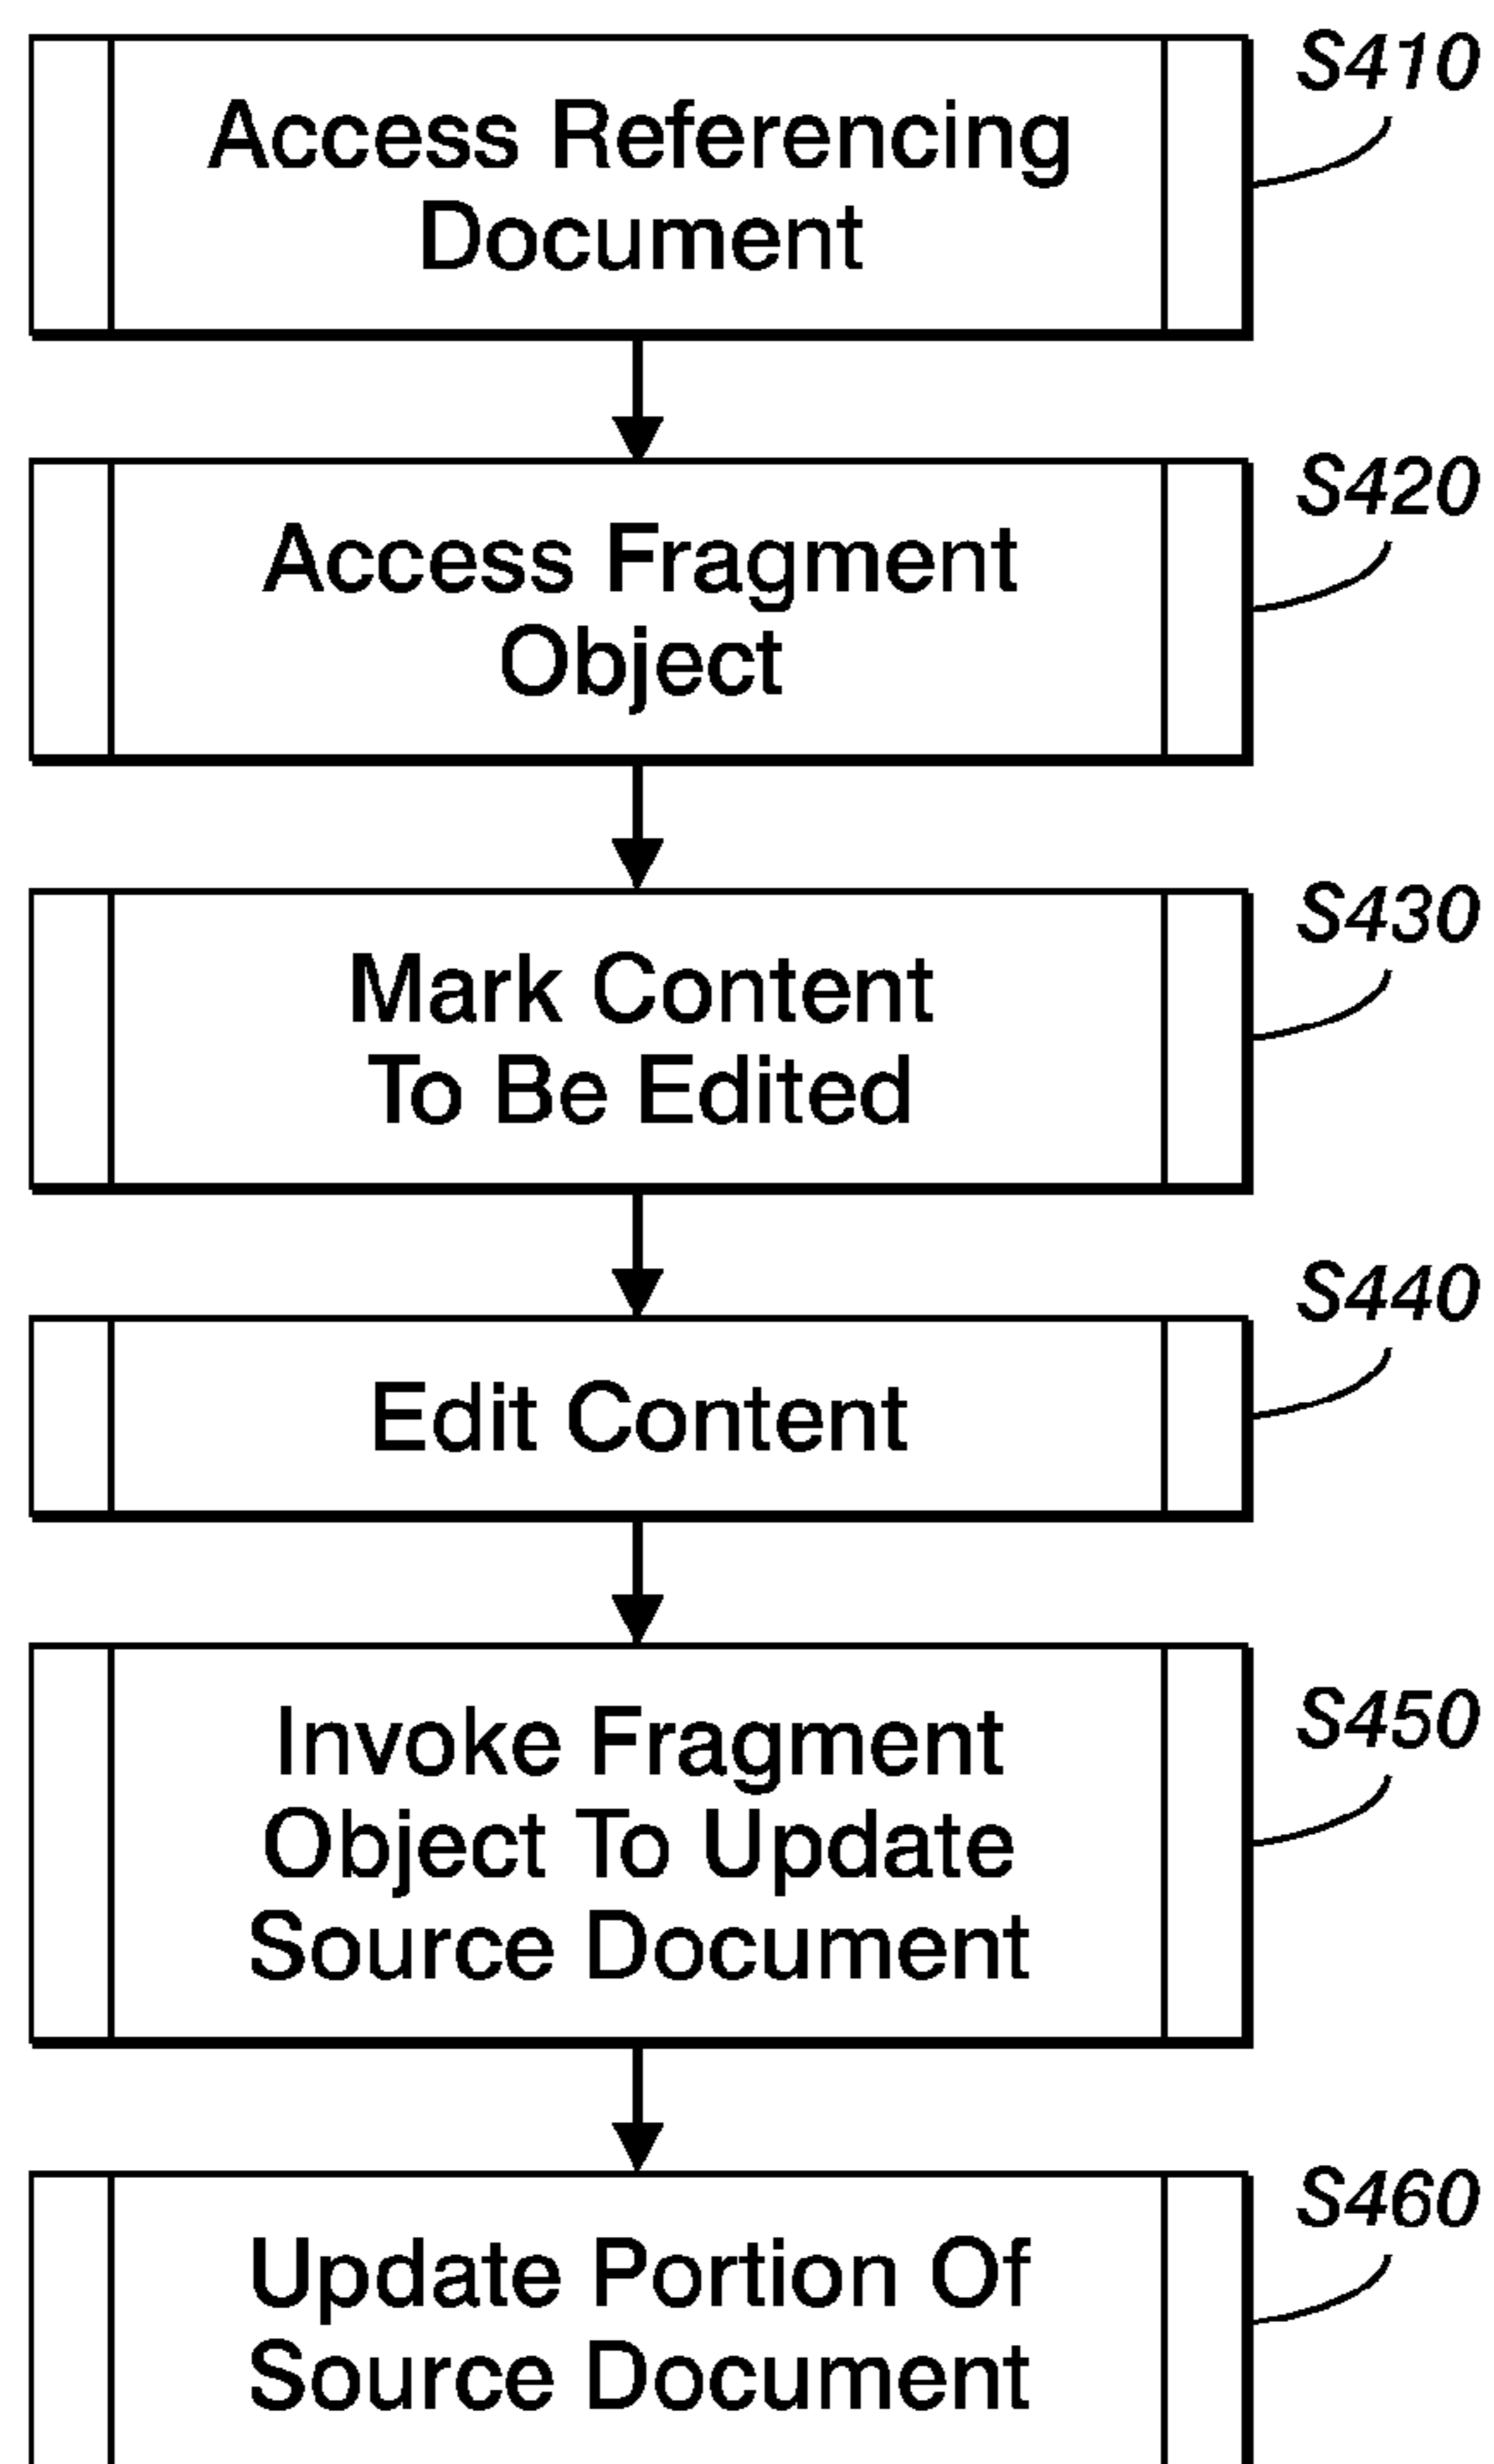 S410
Access Referencing
Document
S420
Access Fragment
Object
S430
Mark Content
To Be Edited
S440
Edit Content
S450
Invoke Fragment
Object To Update
Source Document
S460
Update Portion Of
Source Document